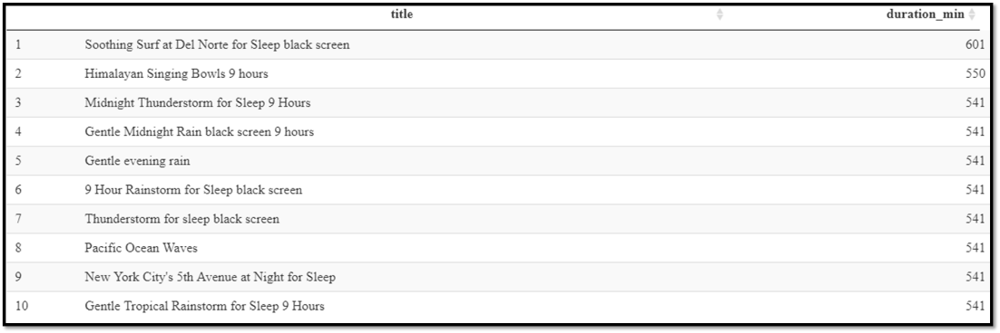 title duration_min
1 Soothing Surf at Del Norte for Sleep black screen 601
2 Himalayan Singing Bowls 9 hours 550
3 Midnight Thunderstorm for Sleep 9 Hours 541
4 Gentle Midnight Rain black screen 9 hours 541
5 Gentle evening rain 541
6 9 Hour Rainstorm for Sleep black screen 541
7 Thunderstorm for sleep black screen 541
8 Pacific Ocean Waves 541
9 New York City's 5th Avenue at Night for Sleep 541
10 Gentle Tropical Rainstorm for Sleep 9 Hours 541